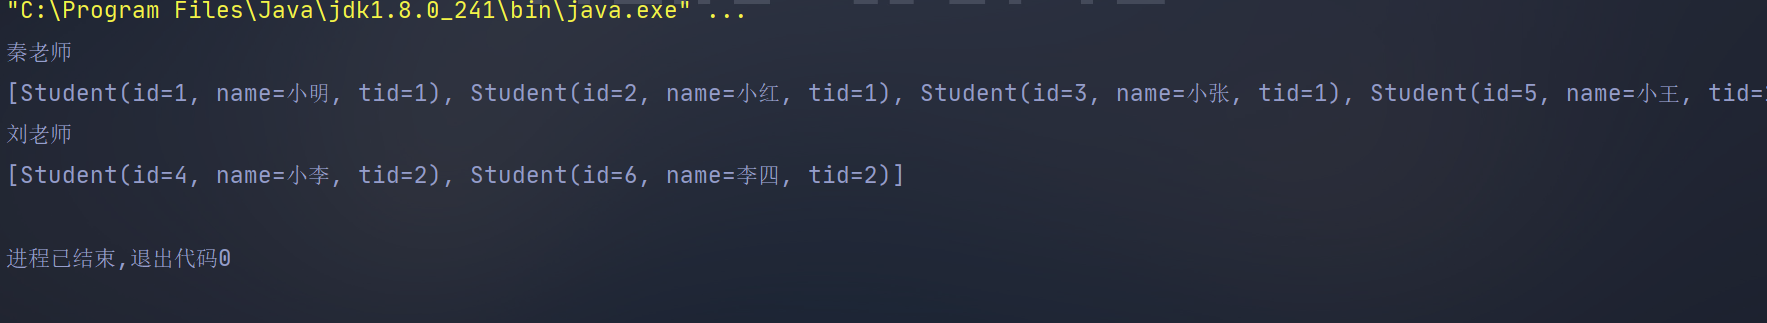 "C:\Program Files\Java\jdk1.8.0_241\bin\java.exe" ...
秦老师
[Student(id=1, name=小明, tid=1), Student(id=2, name=小红, tid=1), Student(id=3, name=小张, tid=1), Student(id=5, name=小王, tid=
刘老师
[Student(id=4, name=小李, tid=2), Student(id=6, name=李四, tid=2)]
进程已结束,退出代码0